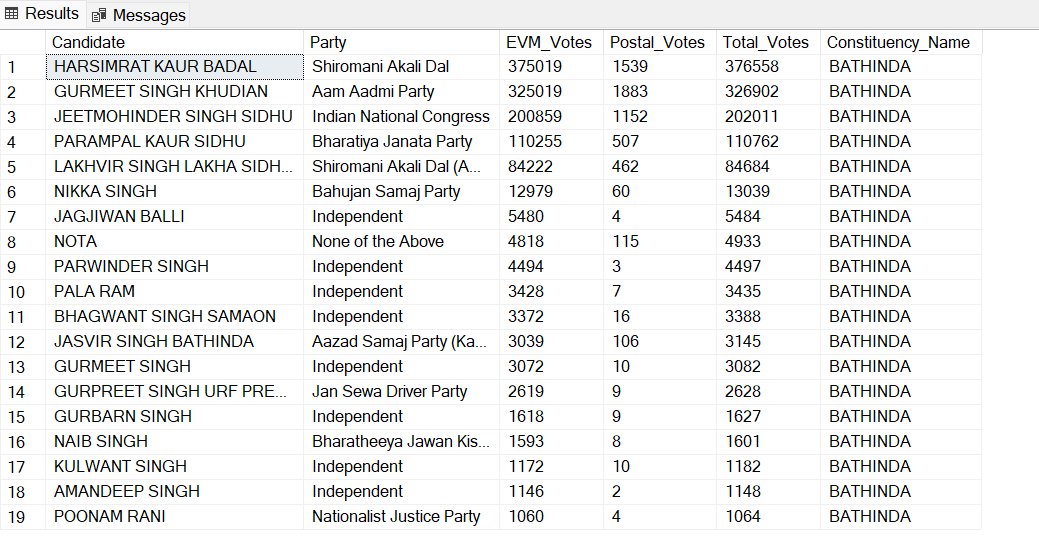 Results Messages
Candidate Party EVM_Votes Postal_Votes Total_Votes Constituency_Name
1 HARSIMRAT KAUR BADAL Shiromani Akali Dal 375019 1539 376558 BATHINDA
2 GURMEET SINGH KHUDIAN Aam Aadmi Party 325019 1883 326902 BATHINDA
3 JEETMOHINDER SINGH SIDHU Indian National Congress 200859 1152 202011 BATHINDA
4 PARAMPAL KAUR SIDHU Bharatiya Janata Party 110255 507 110762 BATHINDA
5 LAKHVIR SINGH LAKHA SIDH... Shiromani Akali Dal (A... 84222 462 84684 BATHINDA
6 NIKKA SINGH Bahujan Samaj Party 12979 60 13039 BATHINDA
7 JAGJIWAN BALLI Independent 5480 4 5484 BATHINDA
8 NOTA None of the Above 4818 115 4933 BATHINDA
9 PARWINDER SINGH Independent 4494 3 4497 BATHINDA
10 PALA RAM Independent 3428 7 3435 BATHINDA
11 BHAGWANT SINGH SAMAON Independent 3372 16 3388 BATHINDA
12 JASVIR SINGH BATHINDA Aazad Samaj Party (Ka... 3039 106 3145 BATHINDA
13 GURMEET SINGH Independent 3072 10 3082 BATHINDA
14 GURPREET SINGH URF PRE... Jan Sewa Driver Party 2619 9 2628 BATHINDA
15 GURBARN SINGH Independent 1618 9 1627 BATHINDA
16 NAIB SINGH Bharatheeya Jawan Kis... 1593 8 1601 BATHINDA
17 KULWANT SINGH Independent 1172 10 1182 BATHINDA
18 AMANDEEP SINGH Independent 1146 2 1148 BATHINDA
19 POONAM RANI Nationalist Justice Party 1060 4 1064 BATHINDA